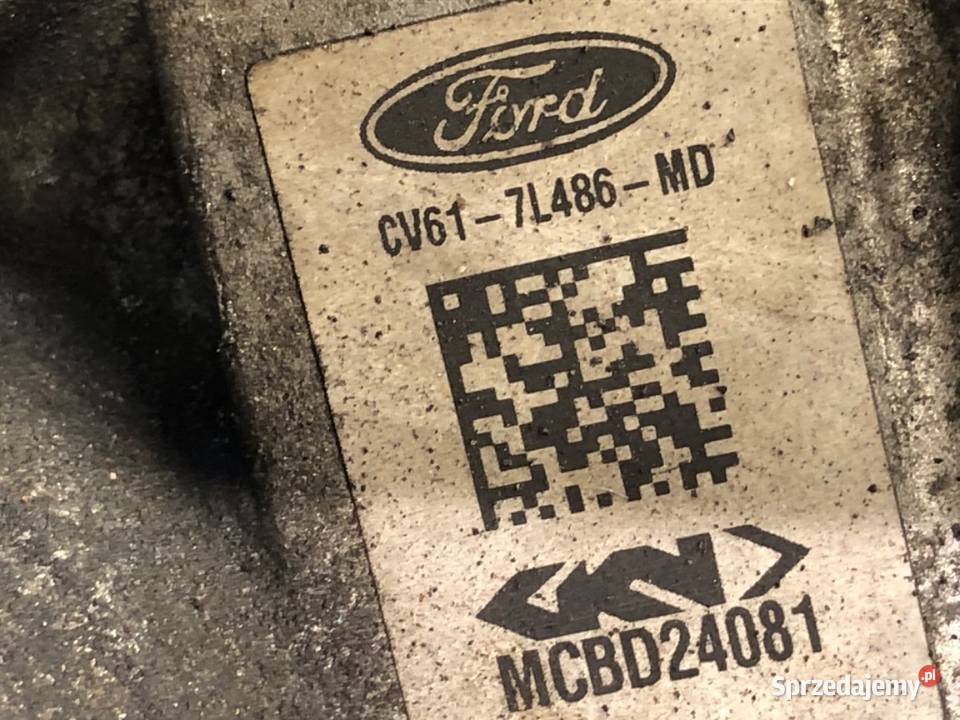 Ford
CV61-7L486-MD
MCBD24081
Sprzedajemy.pl